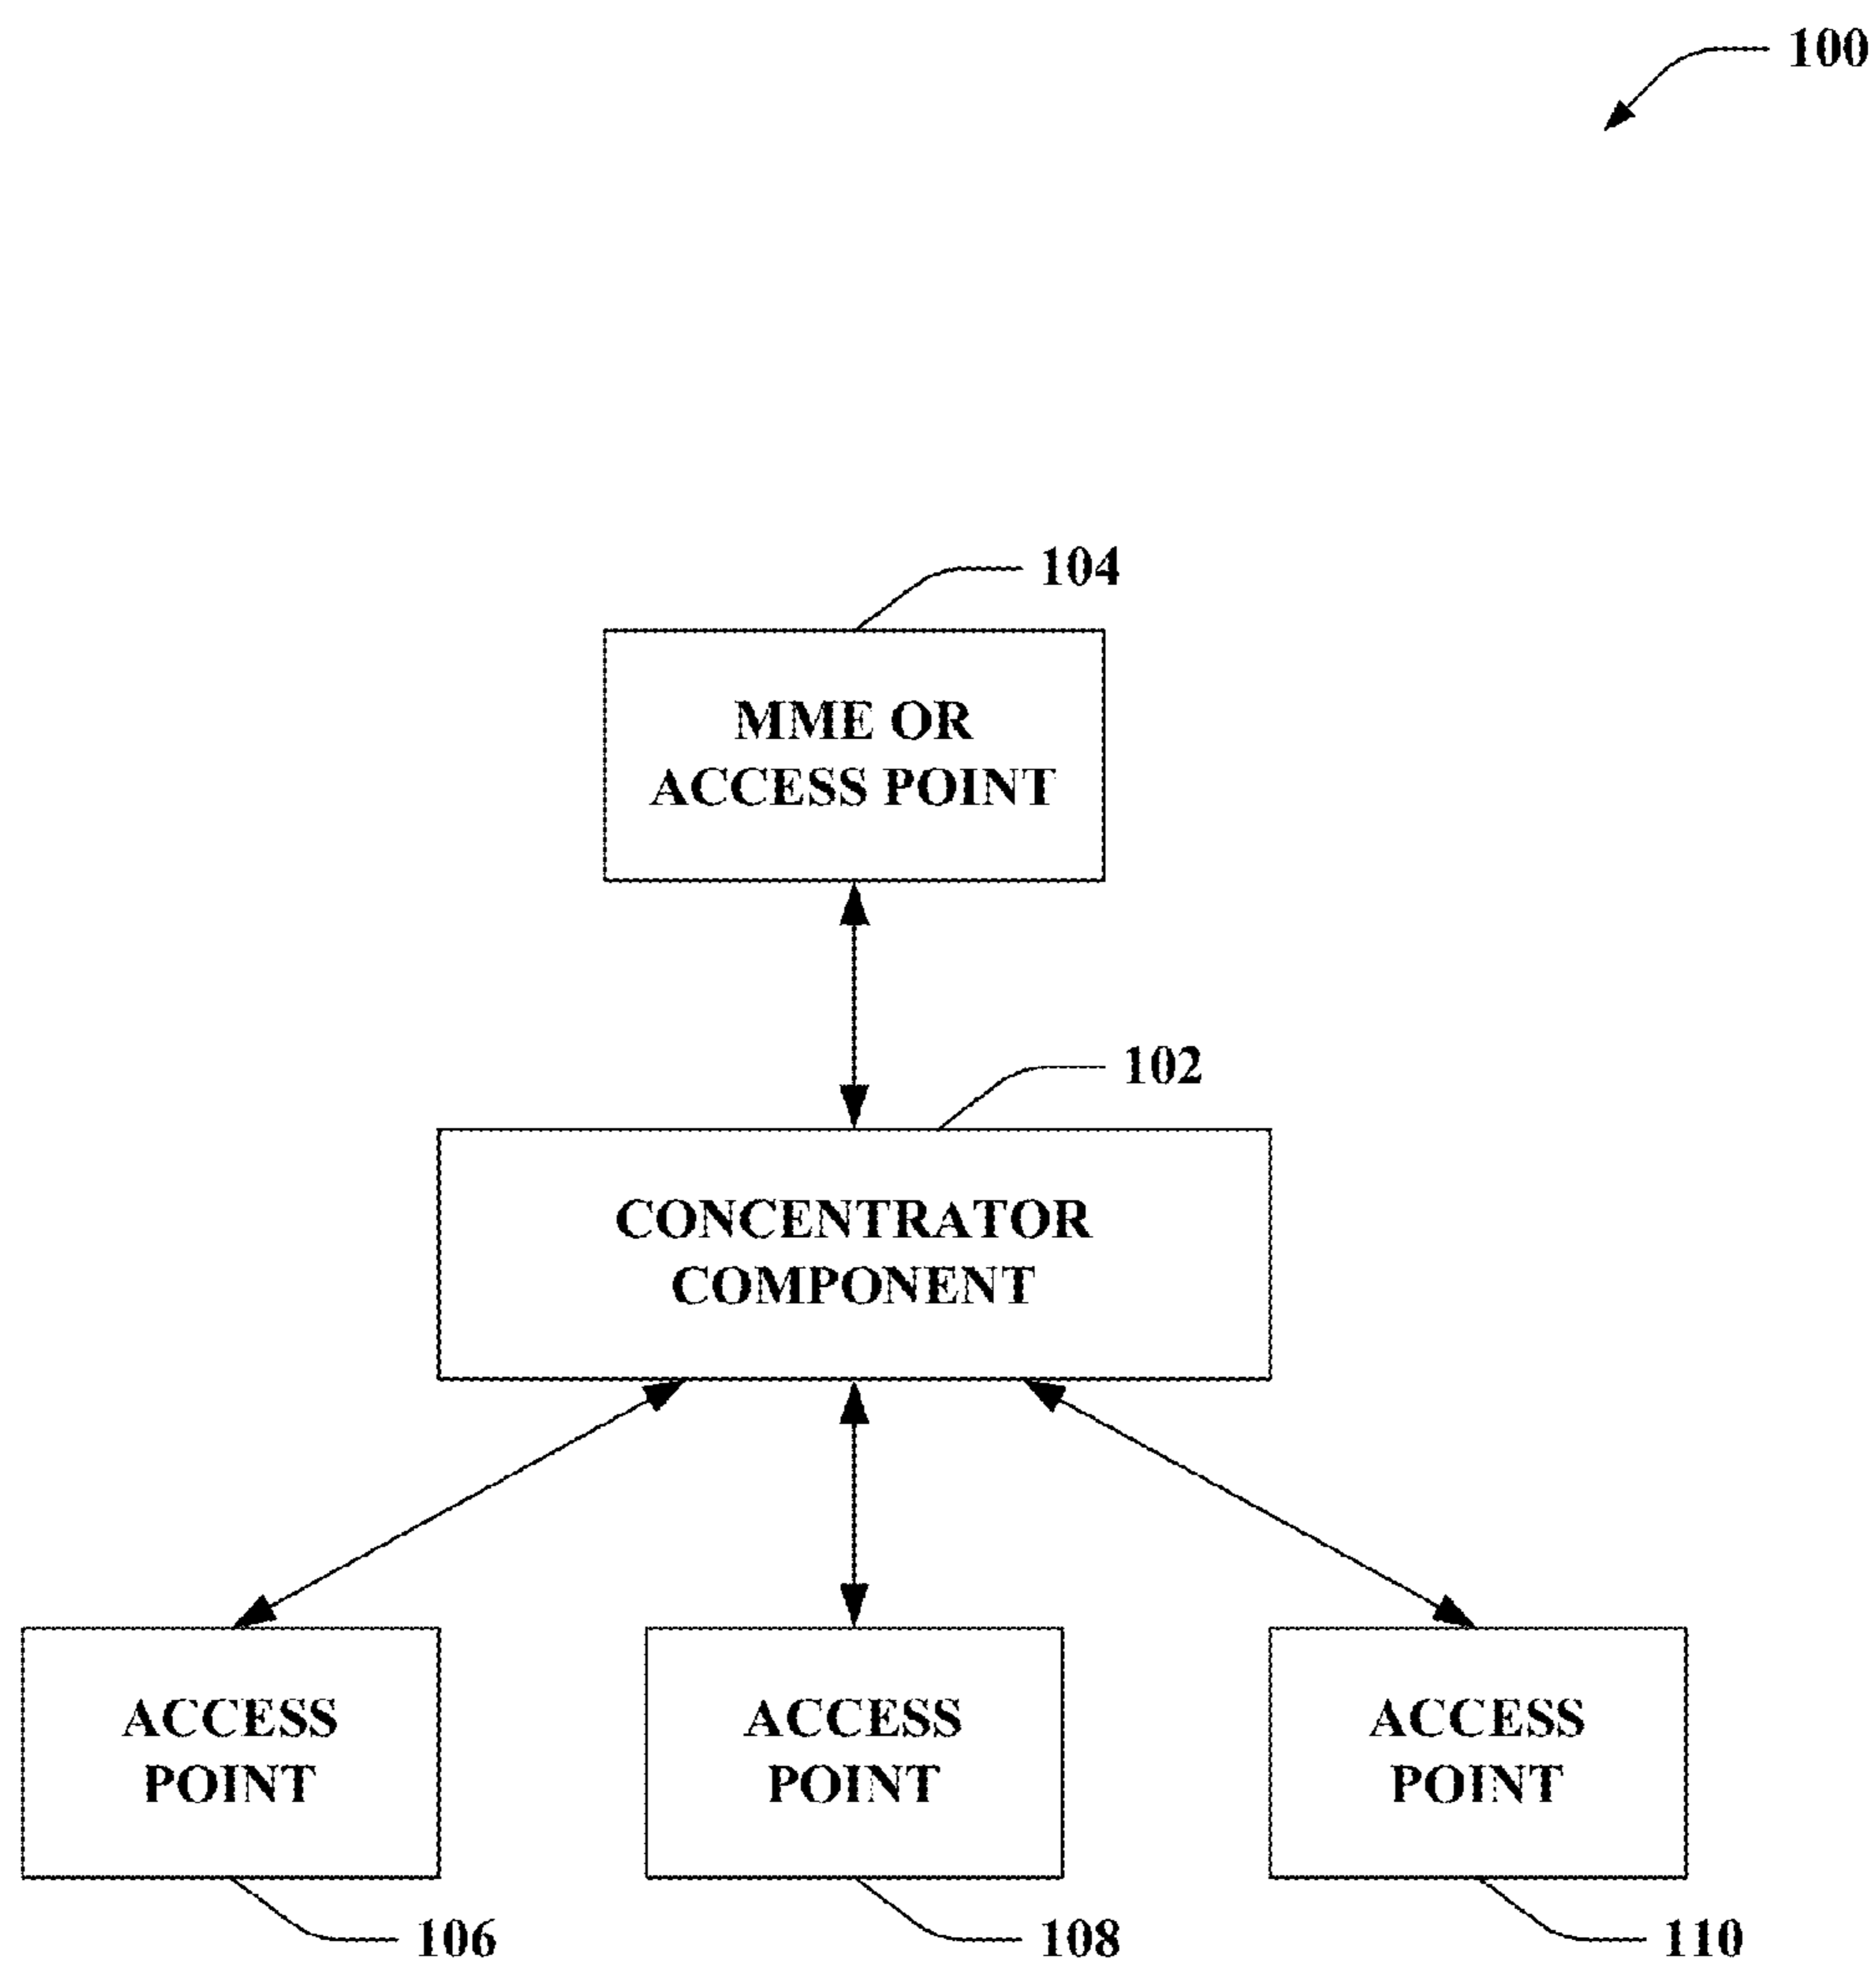 100
104
MME OR
ACCESS POINT
102
CONCENTRATOR
COMPONENT
ACCESS
POINT
ACCESS
POINT
ACCESS
POINT
106
108
110